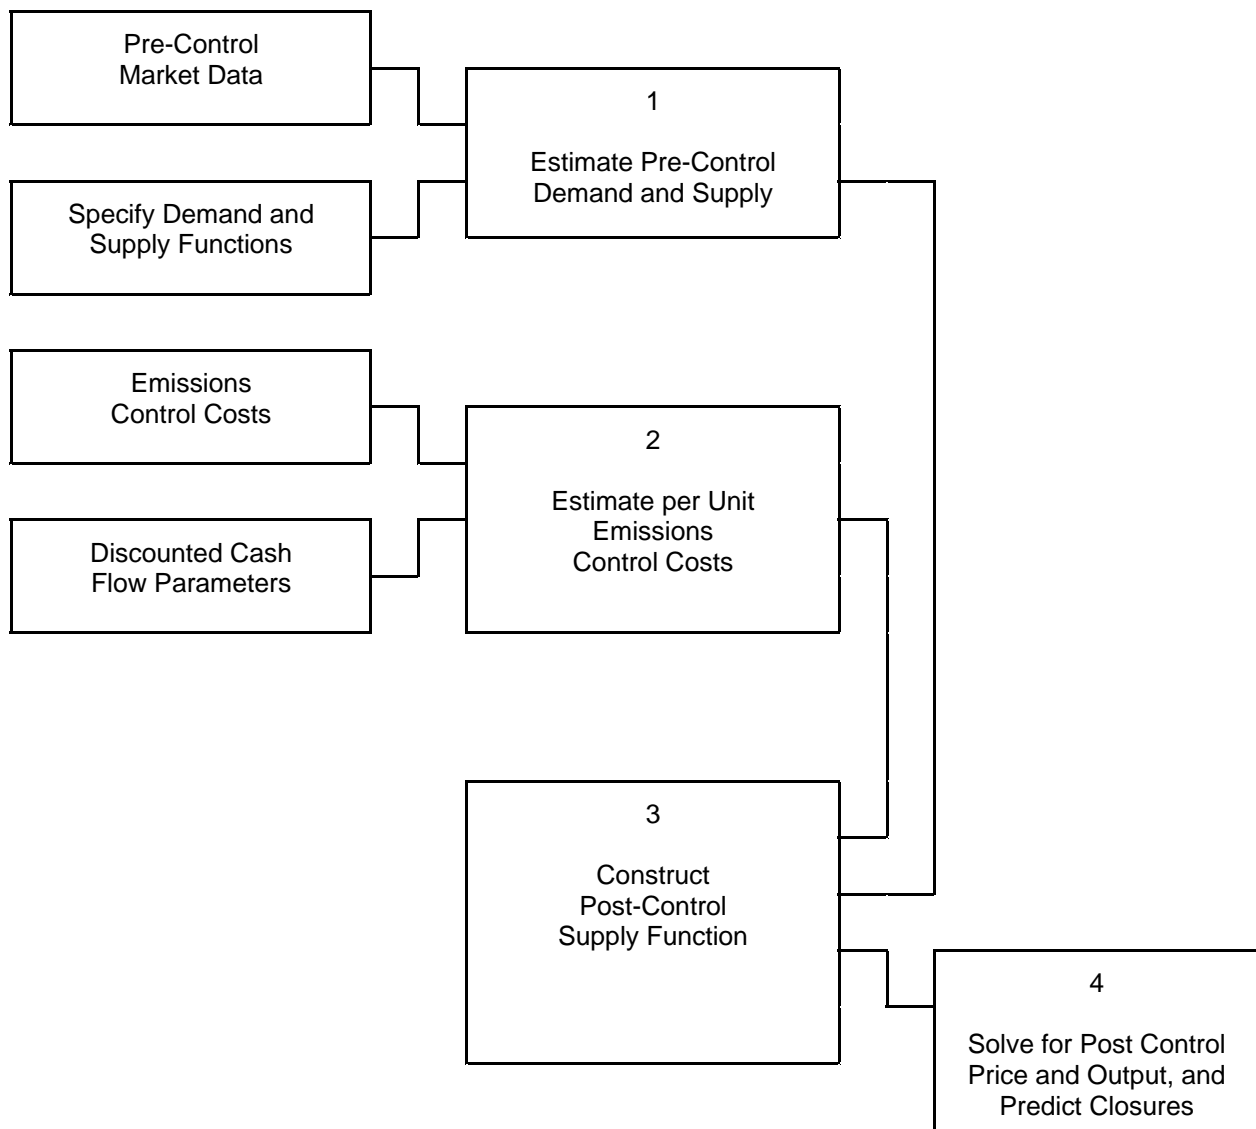 Pre-Control
Market Data
1
Estimate Pre-Control
Demand and Supply
Specify Demand and
Supply Functions
Emissions
Control Costs
2
Estimate per Unit
Emissions
Control Costs
Discounted Cash
Flow Parameters
3
Construct
Post-Control
Supply Function
4
Solve for Post Control
Price and Output, and
Predict Closures